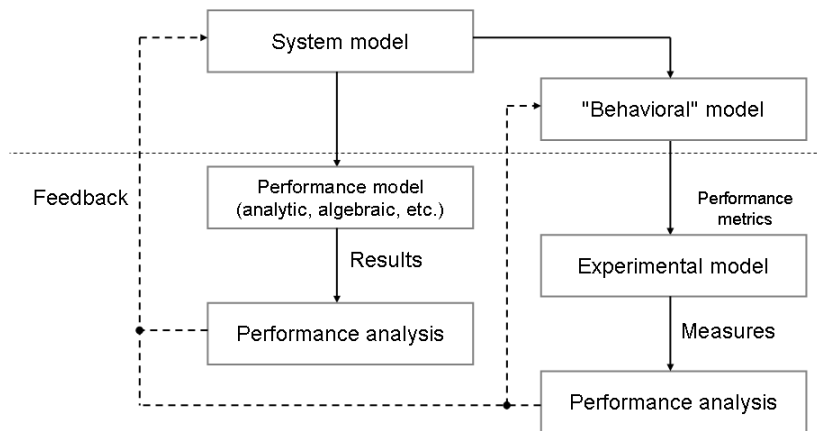 System model
"Behavioral" model
Feedback
Performance model
(analytic, algebraic, etc.)
Performance
metrics
Results
Experimental model
Performance analysis
Measures
Performance analysis